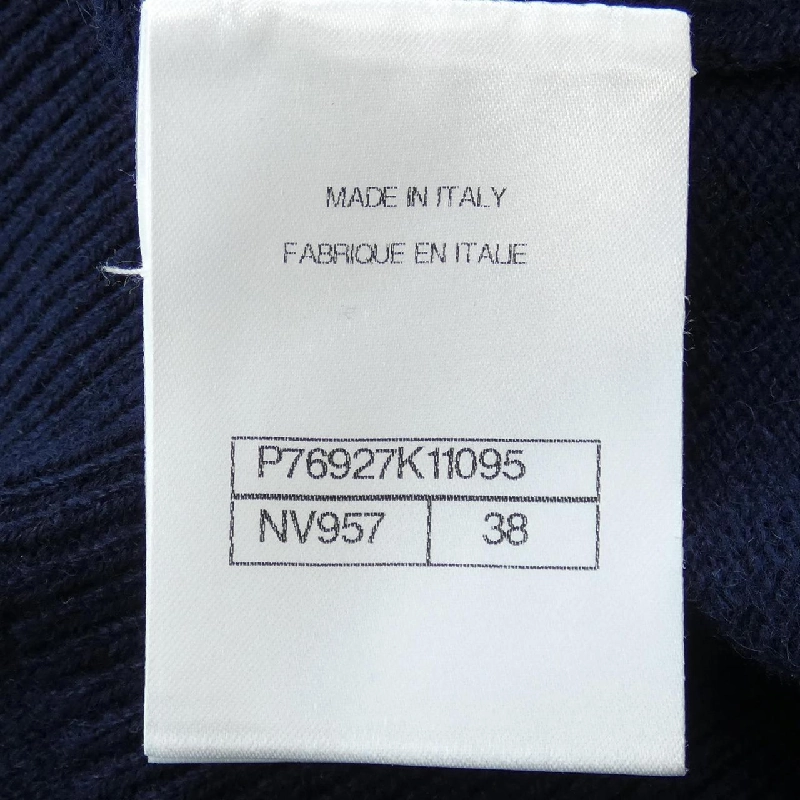 MADE IN ITALY
FABRIQUE EN ITALIE
P76927K11095
NV957 38